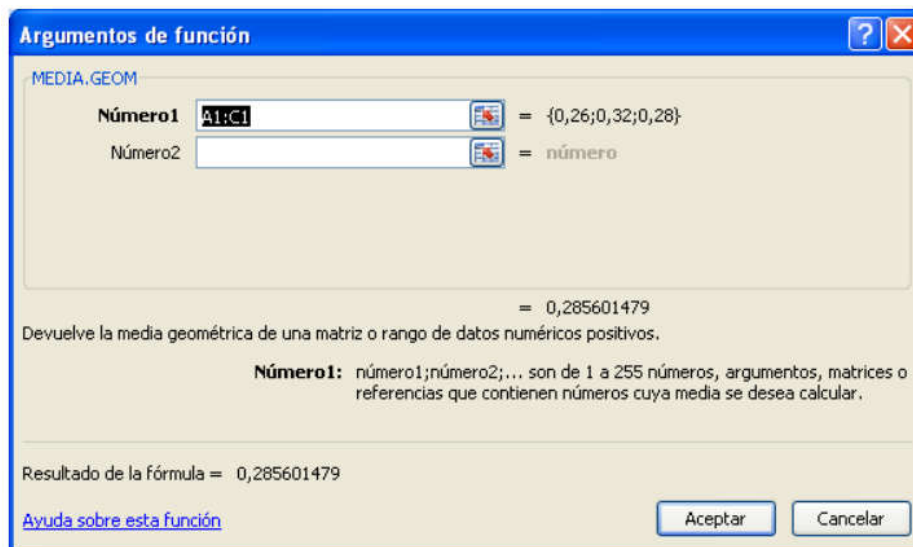 Argumentos de función
MEDIA.GEOM
Número1 A1:C1 = {0,26;0,32;0,28}
Número2 = número
= 0,285601479
Devuelve la media geométrica de una matriz o rango de datos numéricos positivos.
Número1: número1;número2;... son de 1 a 255 números, argumentos, matrices o
referencias que contienen números cuya media se desea calcular.
Resultado de la fórmula = 0,285601479
Ayuda sobre esta función
Aceptar Cancelar